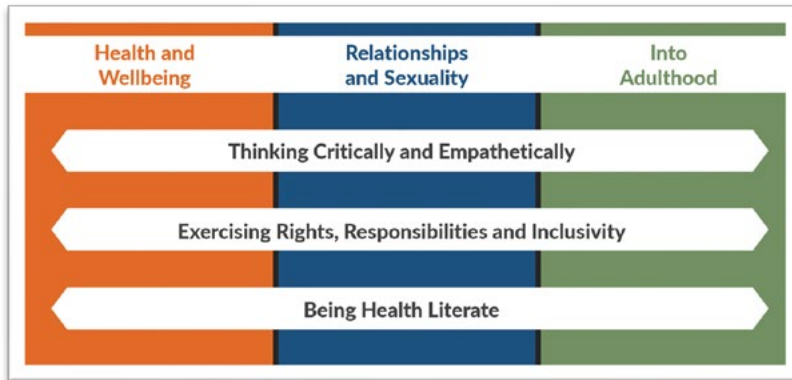 Health and
Wellbeing
Relationships
and Sexuality
Into
Adulthood
Thinking Critically and Empathetically
Exercising Rights, Responsibilities and Inclusivity
Being Health Literate